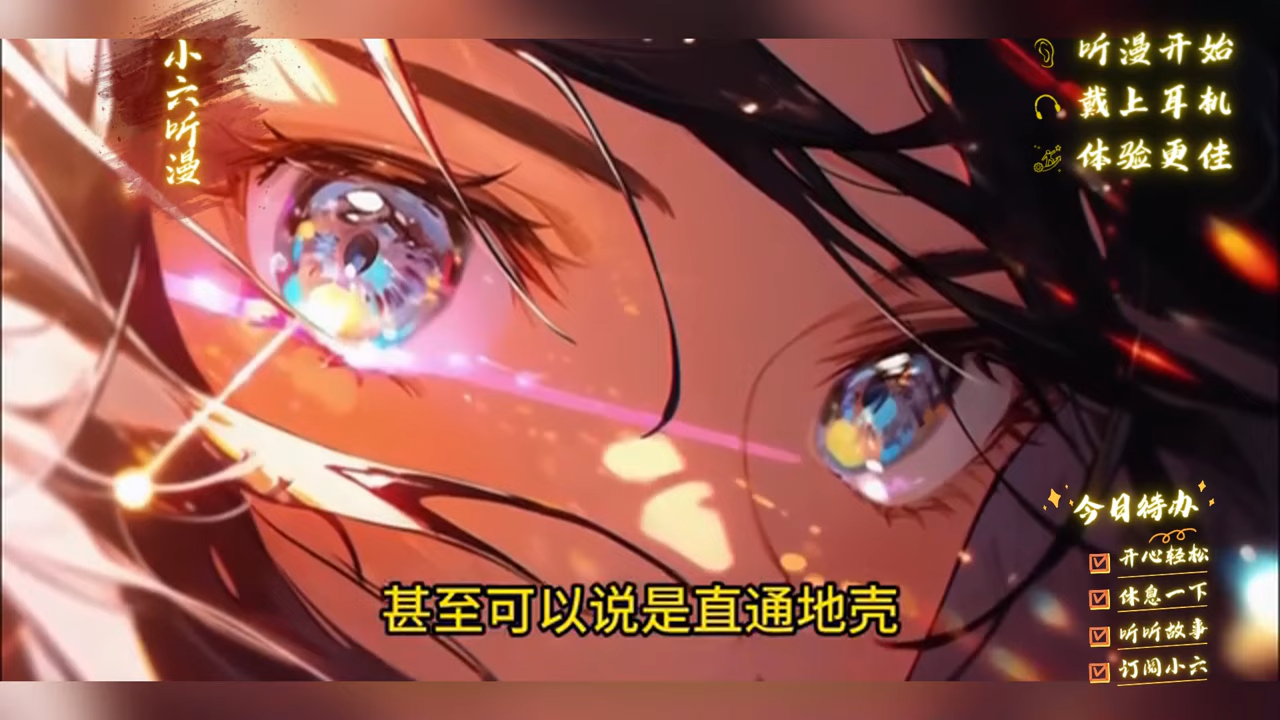 小六听漫
听漫开始
戴上耳机
体验更佳
今日待办
开心轻松
休息一下
听听故事
订阅小六
甚至可以说是直通地壳